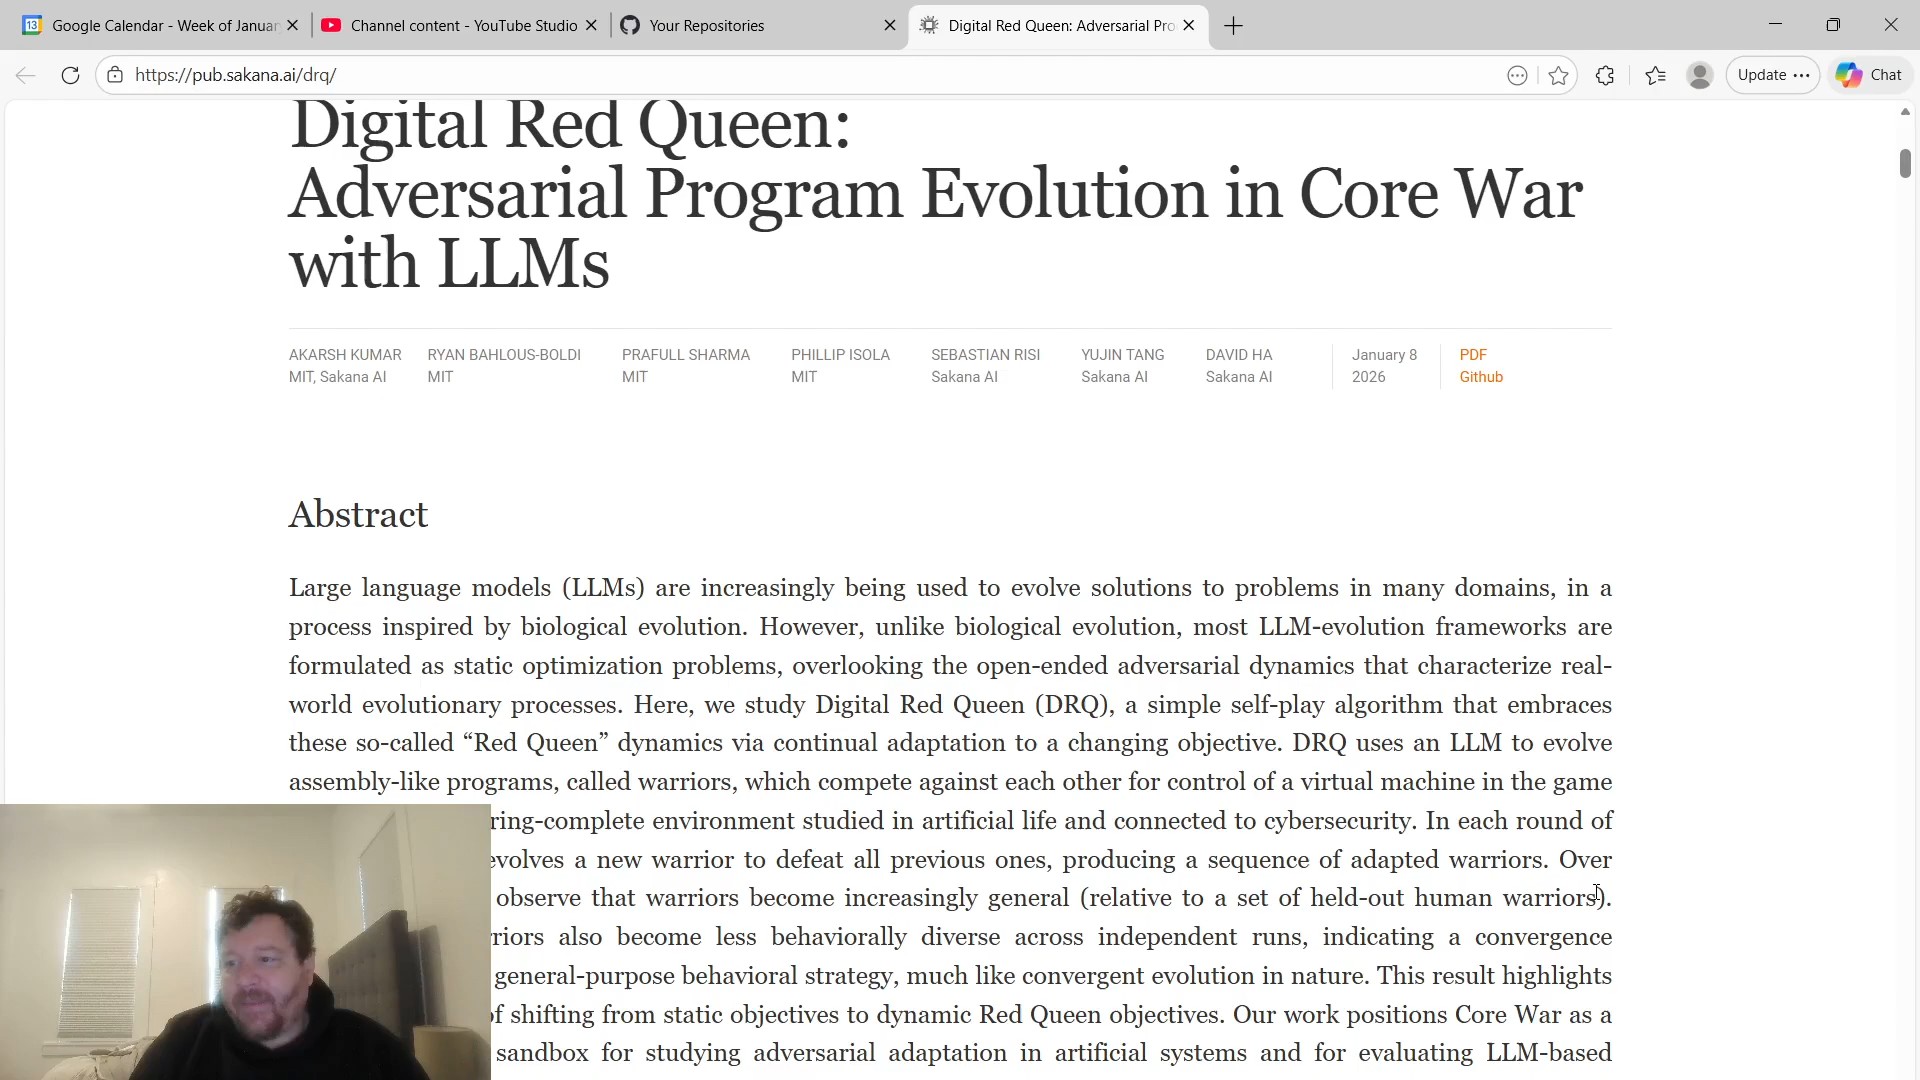 Google Calendar - Week of Januar
Channel content - YouTube Studio
Your Repositories
Digital Red Queen: Adversarial Pro
https://pub.sakana.ai/drq/
Update
Chat
Digital Red Queen:
Adversarial Program Evolution in Core War
with LLMs
AKARSH KUMAR
MIT, Sakana AI
RYAN BAHLOUS-BOLDI
MIT
PRAFULL SHARMA
MIT
PHILLIP ISOLA
MIT
SEBASTIAN RISI
Sakana AI
YUJIN TANG
Sakana AI
DAVID HA
Sakana AI
January 8
2026
PDF
Github
Abstract
Large language models (LLMs) are increasingly being used to evolve solutions to problems in many domains, in a
process inspired by biological evolution. However, unlike biological evolution, most LLM-evolution frameworks are
formulated as static optimization problems, overlooking the open-ended adversarial dynamics that characterize real-
world evolutionary processes. Here, we study Digital Red Queen (DRQ), a simple self-play algorithm that embraces
these so-called “Red Queen” dynamics via continual adaptation to a changing objective. DRQ uses an LLM to evolve
assembly-like programs, called warriors, which compete against each other for control of a virtual machine in the game
ring-complete environment studied in artificial life and connected to cybersecurity. In each round of
evolves a new warrior to defeat all previous ones, producing a sequence of adapted warriors. Over
observe that warriors become increasingly general (relative to a set of held-out human warriors).
riors also become less behaviorally diverse across independent runs, indicating a convergence
general-purpose behavioral strategy, much like convergent evolution in nature. This result highlights
of shifting from static objectives to dynamic Red Queen objectives. Our work positions Core War as a
sandbox for studying adversarial adaptation in artificial systems and for evaluating LLM-based